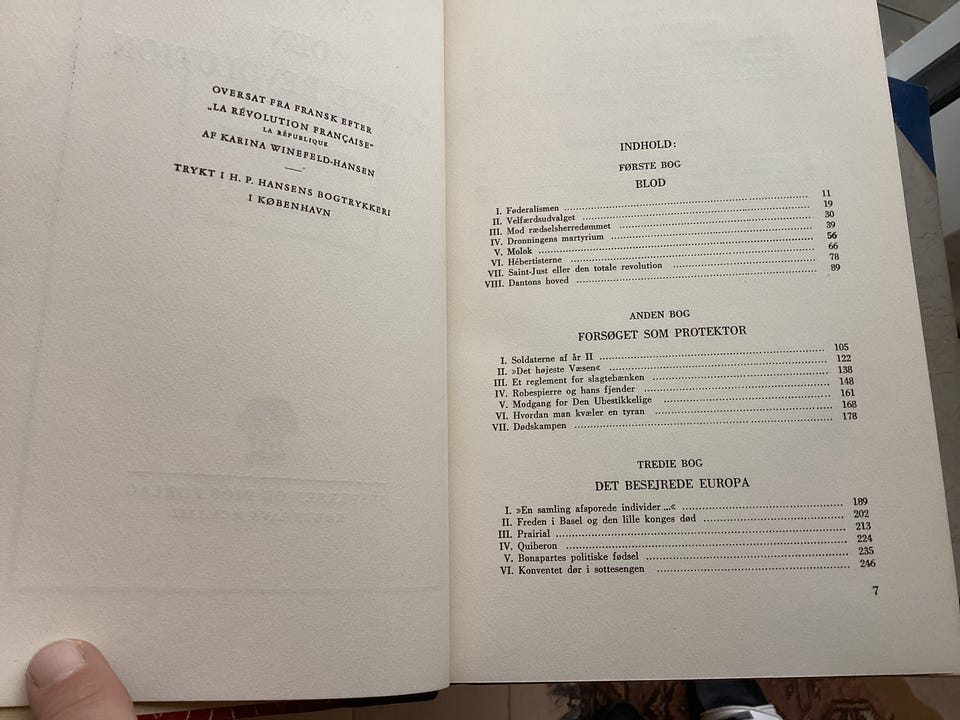 OVERSAT FRA FRANSK EFTER
„LA RÉVOLUTION FRANÇAISE"
LA RÉPUBLIQUE
AF KARINA WINEFELD-HANSEN
TRYKT I H. P. HANSENS BOGTRYKKERI
I KØBENHAVN
INDHOLD:
FØRSTE BOG
BLOD
I. Føderalismen 11
II. Velfærdsudvalget 19
III. Mod rædselsherredømmet 30
IV. Dronningens martyrium 39
V. Molok 56
VI. Hébertisterne 66
VII. Saint-Just eller den totale revolution 78
VIII. Dantons hoved 89
ANDEN BOG
FORSØGET SOM PROTEKTOR
I. Soldaterne af år II 105
II. »Det højeste Væsen« 122
III. Et reglement for slagtebænken 138
IV. Robespierre og hans fjender 148
V. Modgang for Den Ubestikkelige 161
VI. Hvordan man kvæler en tyran 168
VII. Dødskampen 178
TREDIE BOG
DET BESEJREDE EUROPA
I. »En samling afsporede individer ...« 189
II. Freden i Basel og den lille konges død 202
III. Prairial 213
IV. Quiberon 224
V. Bonapartes politiske fødsel 235
VI. Konventet dør i sottesengen 246
7